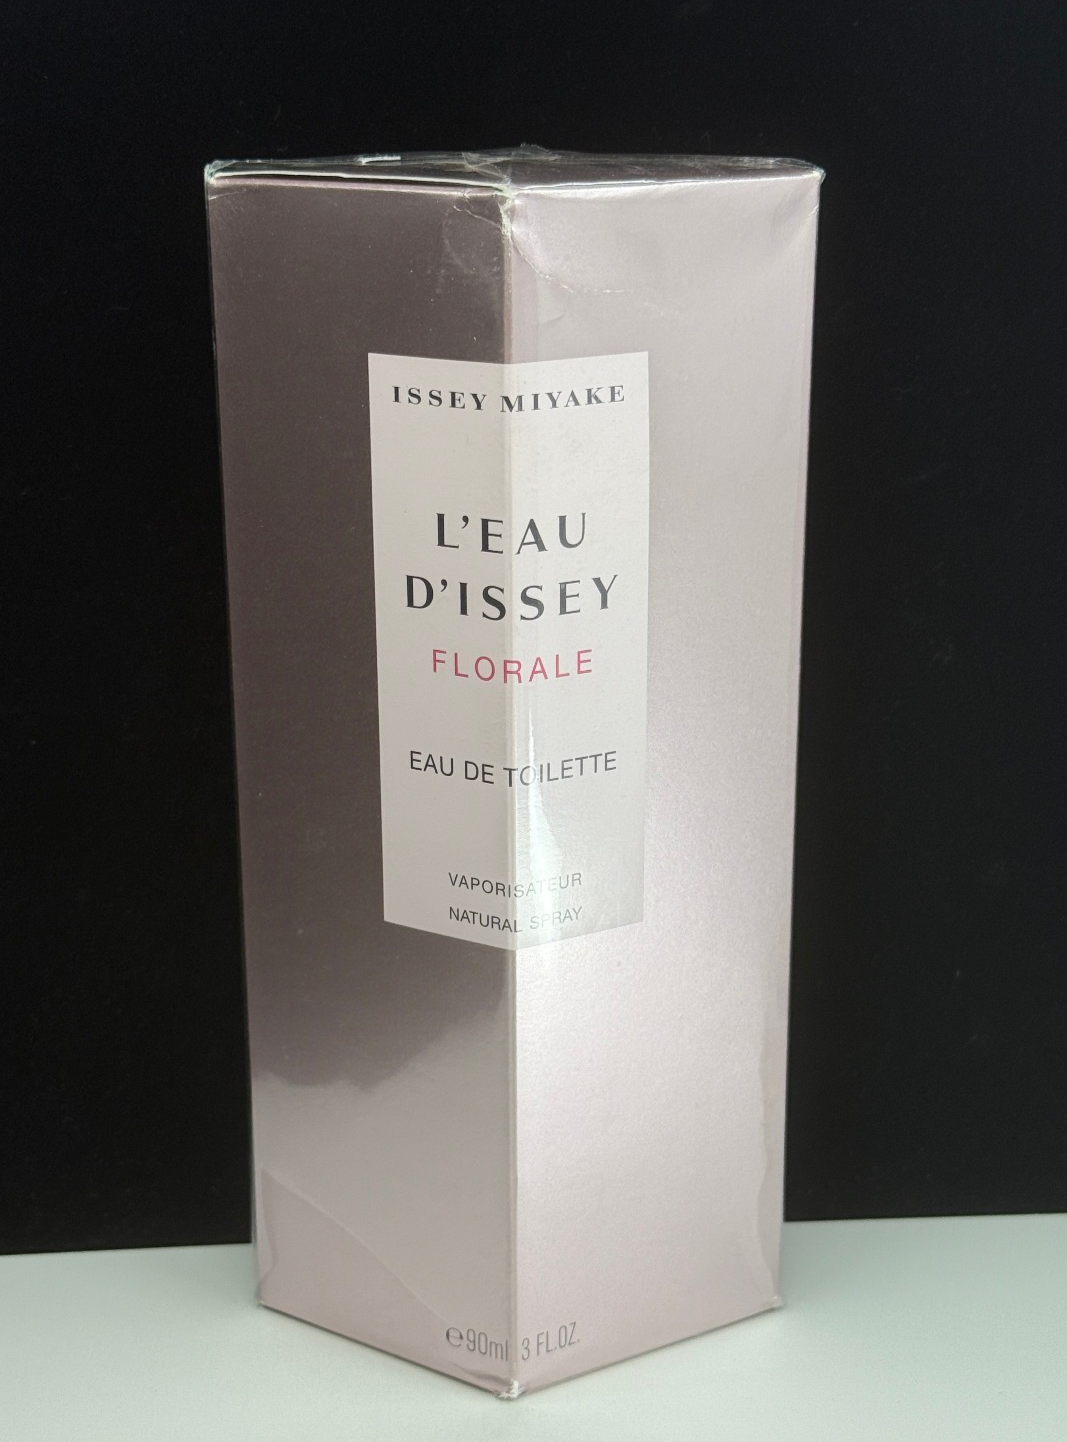 ISSEY MIYAKE
L'EAU
D'ISSEY
FLORALE
EAU DE TOILETTE
VAPORISATEUR
NATURAL SPRAY
℮90ml 3 FL.OZ.